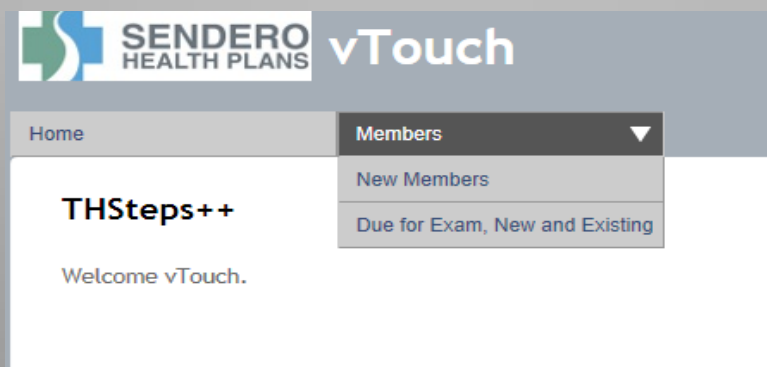 SENDERO
HEALTH PLANS
vTouch
Home
Members
New Members
Due for Exam, New and Existing
THSteps++
Welcome vTouch.